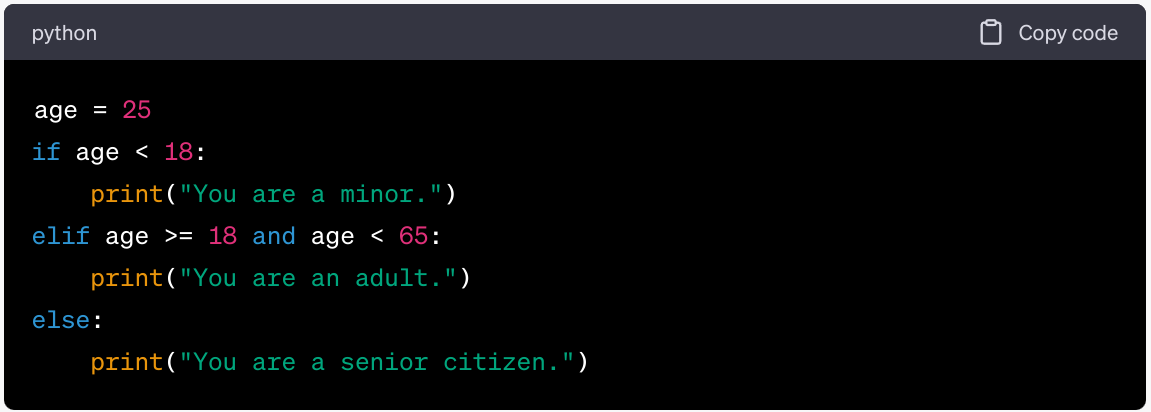 python
Copy code
age = 25
if age < 18:
    print("You are a minor.")
elif age >= 18 and age < 65:
    print("You are an adult.")
else:
    print("You are a senior citizen.")